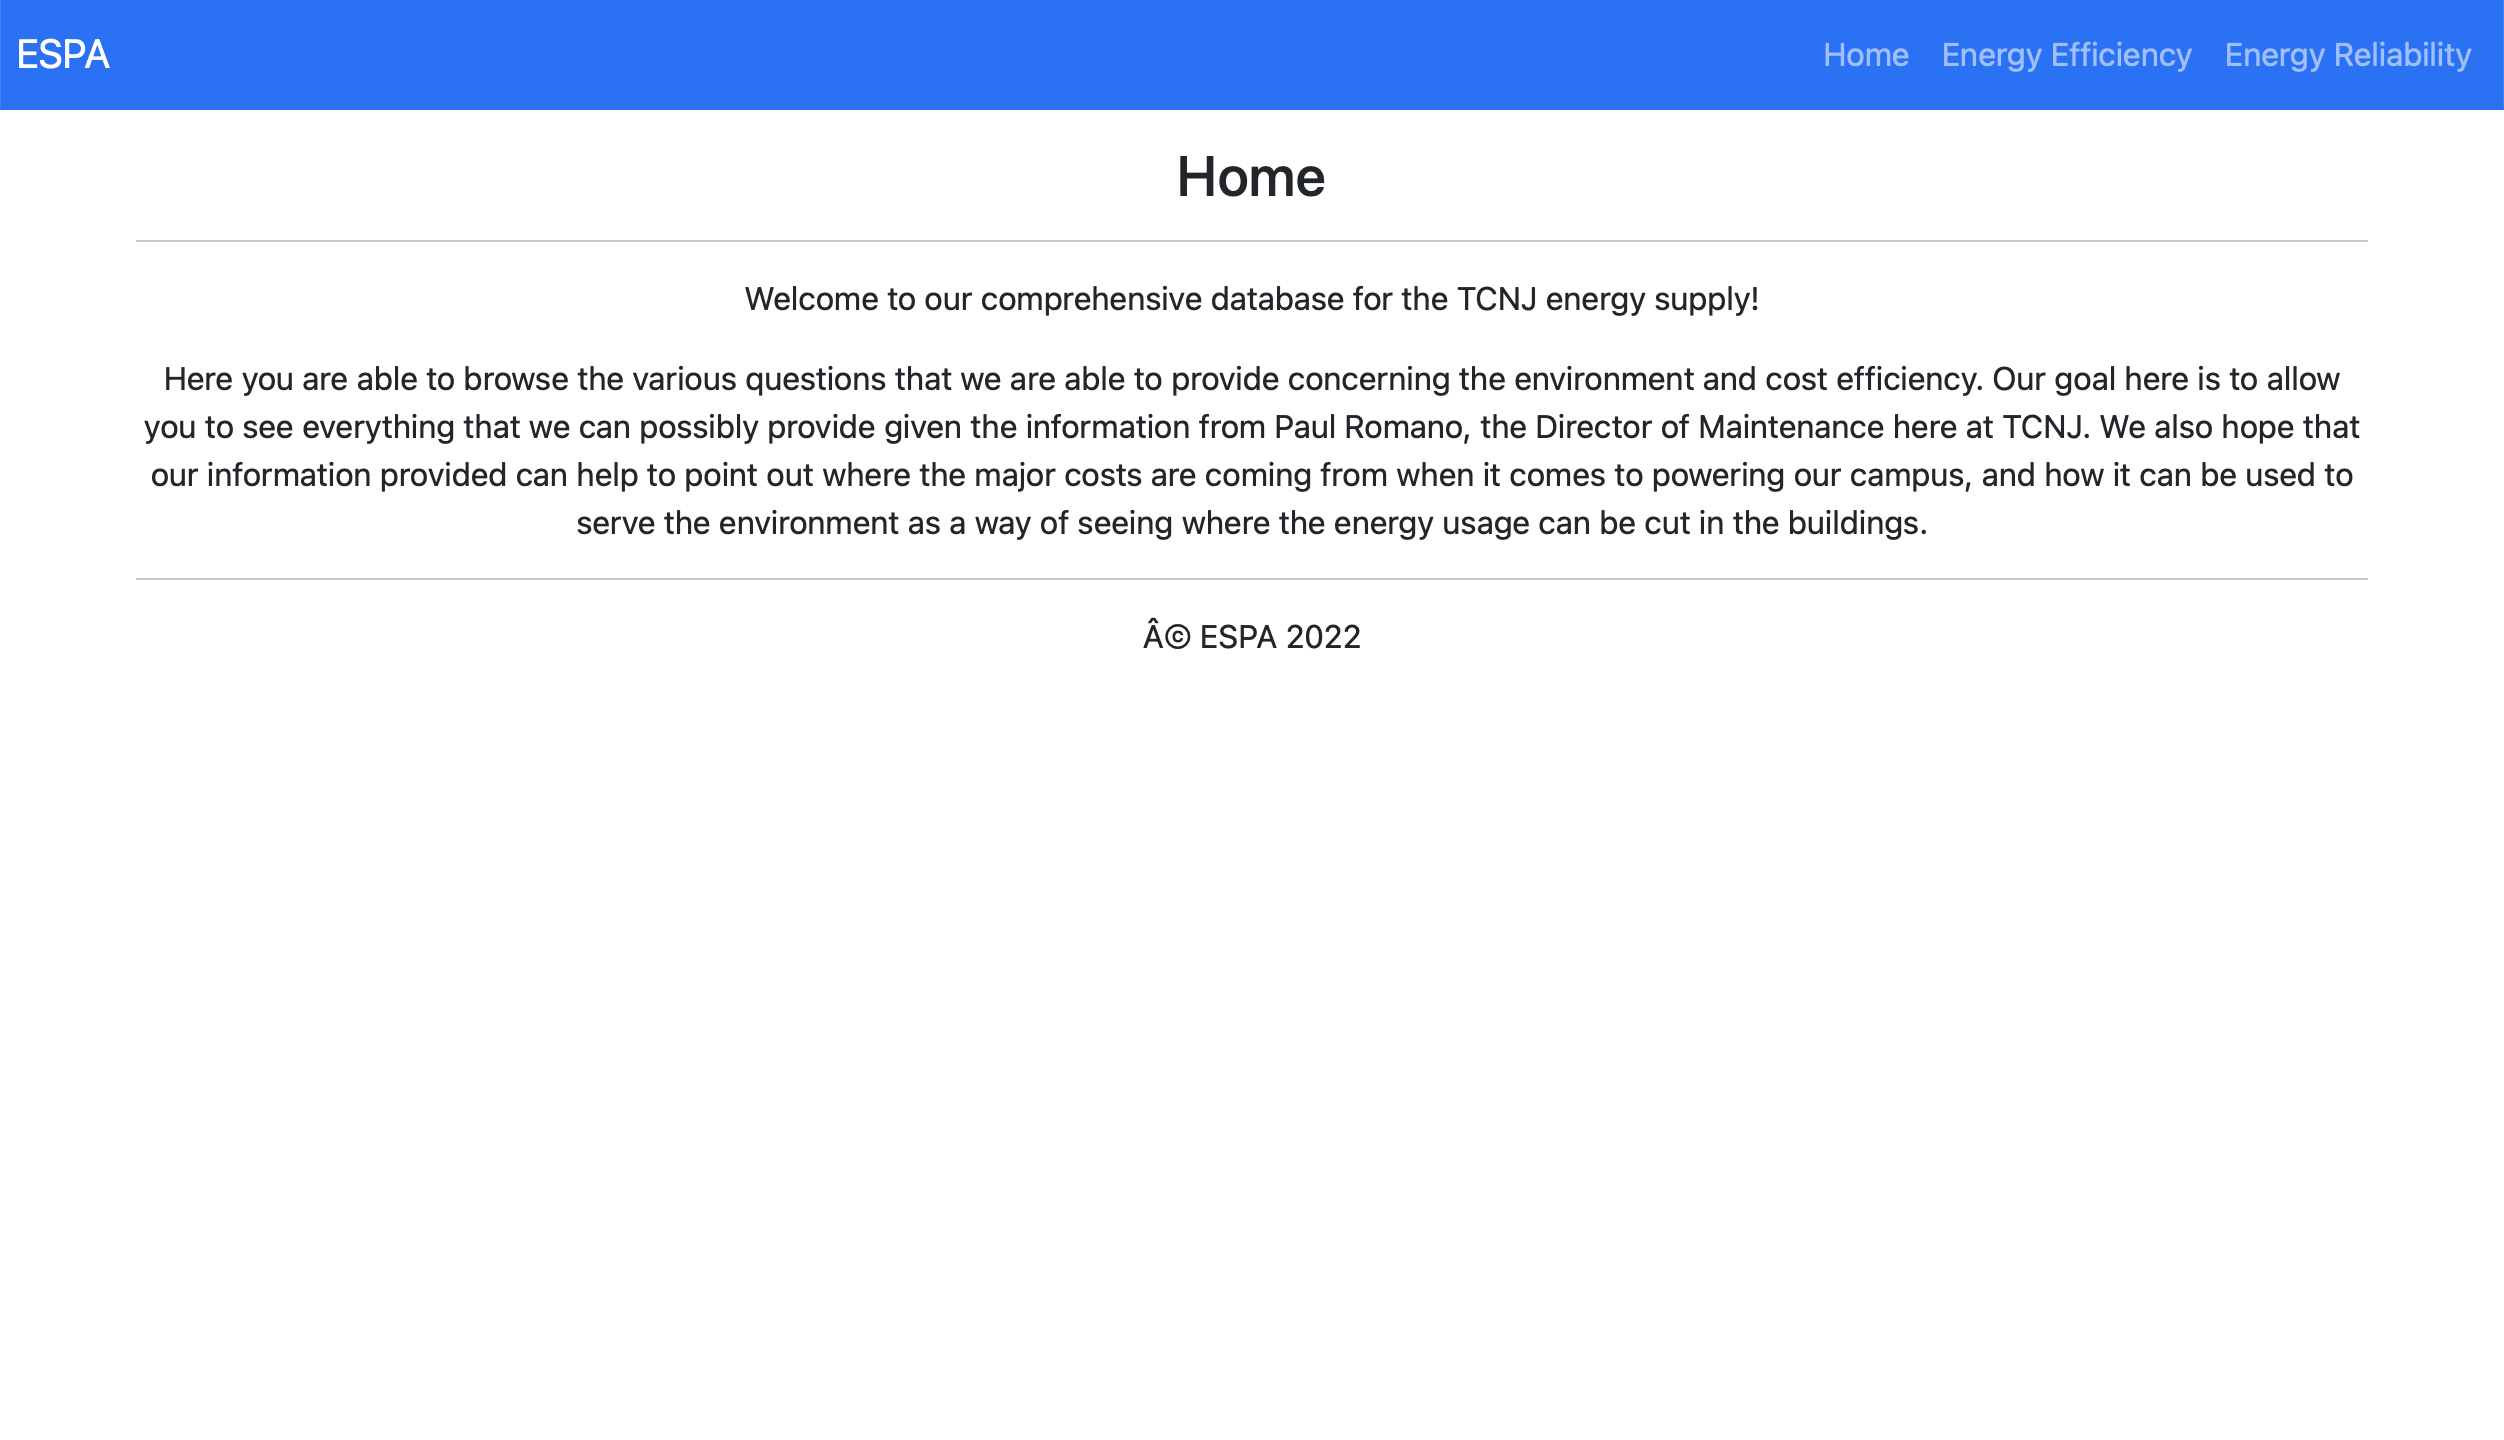 ESPA
Home Energy Efficiency Energy Reliability
Home
Welcome to our comprehensive database for the TCNJ energy supply!
Here you are able to browse the various questions that we are able to provide concerning the environment and cost efficiency. Our goal here is to allow
you to see everything that we can possibly provide given the information from Paul Romano, the Director of Maintenance here at TCNJ. We also hope that
our information provided can help to point out where the major costs are coming from when it comes to powering our campus, and how it can be used to
serve the environment as a way of seeing where the energy usage can be cut in the buildings.
Â© ESPA 2022